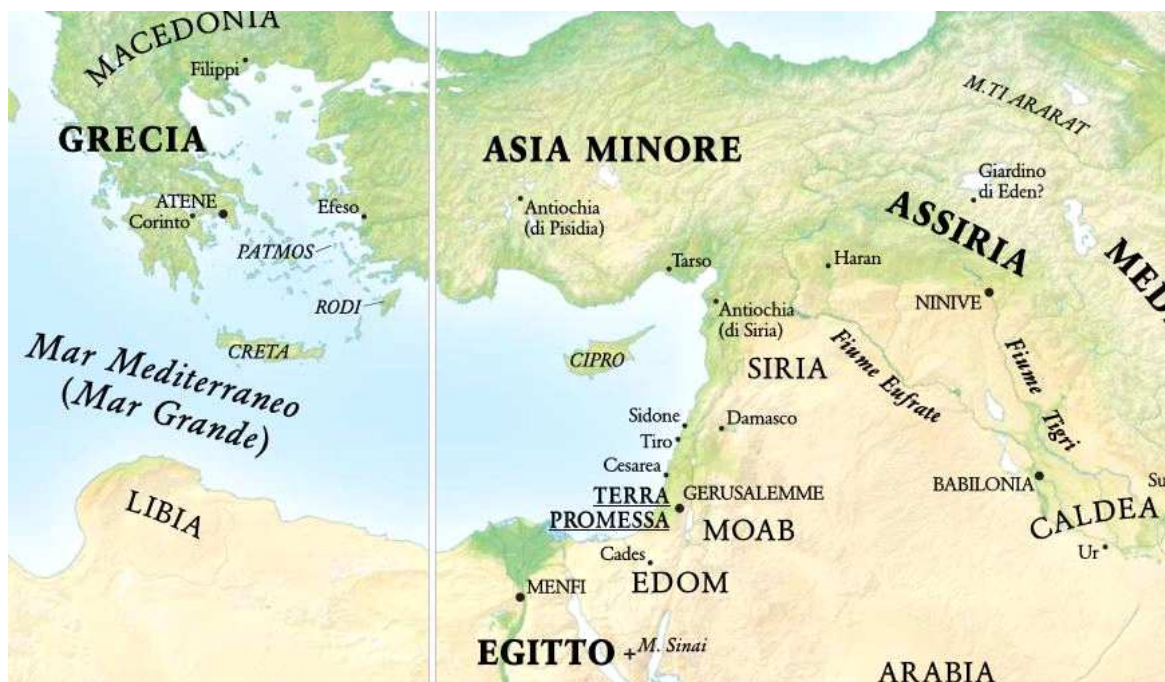 MACEDONIA
Filippi
GRECIA
ATENE
Corinto
Efeso
PATMOS
RODI
CRETA
Mar Mediterraneo
(Mar Grande)
LIBIA
ASIA MINORE
Antiochia
(di Pisidia)
Tarso
Antiochia
(di Siria)
CIPRO
SIRIA
Sidone
Tiro
Damasco
Cesarea
TERRA
PROMESSA
GERUSALEMME
MOAB
Cades
EDOM
MENFI
EGITTO
M. Sinai
ARABIA
M.TI ARARAT
Giardino
di Eden?
ASSIRIA
Haran
NINIVE
Fiume Eufrate
Fiume Tigri
BABILONIA
CALDEA
Ur